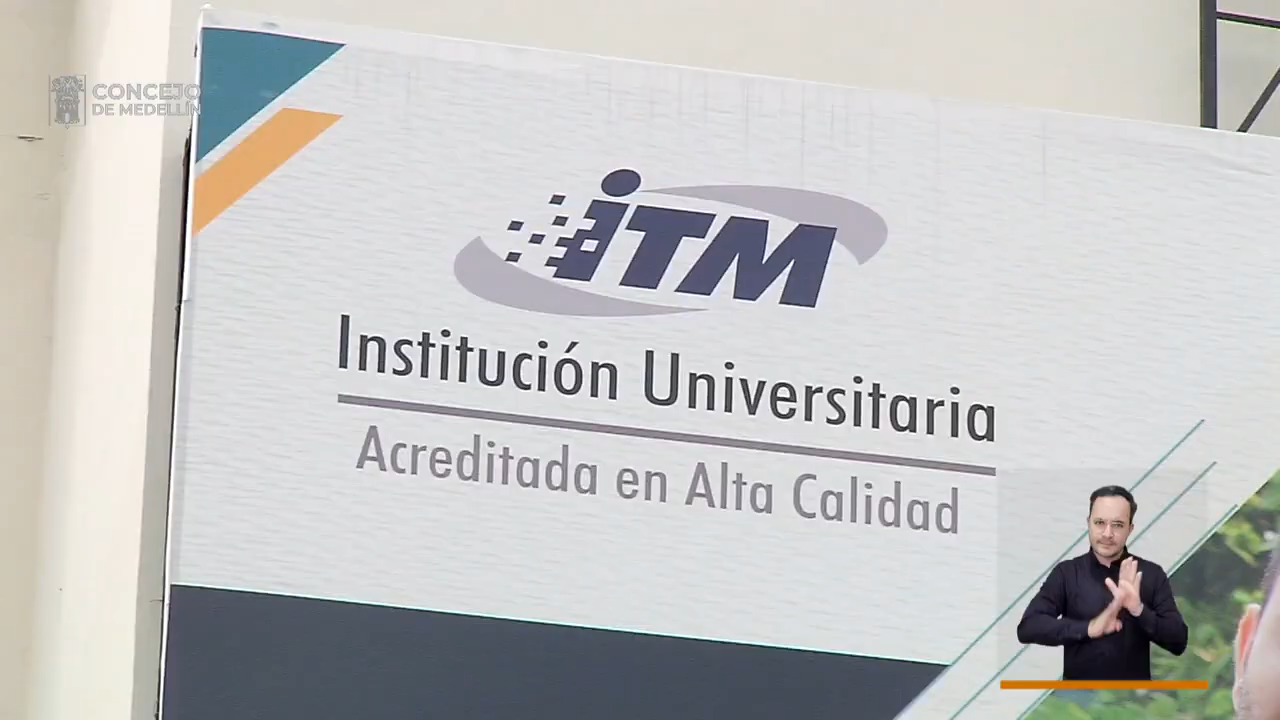 CONCEJO
DE MEDELLÍN
iTM
Institución Universitaria
Acreditada en Alta Calidad